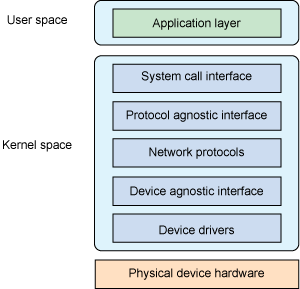 User space
Application layer
Kernel space
System call interface
Protocol agnostic interface
Network protocols
Device agnostic interface
Device drivers
Physical device hardware